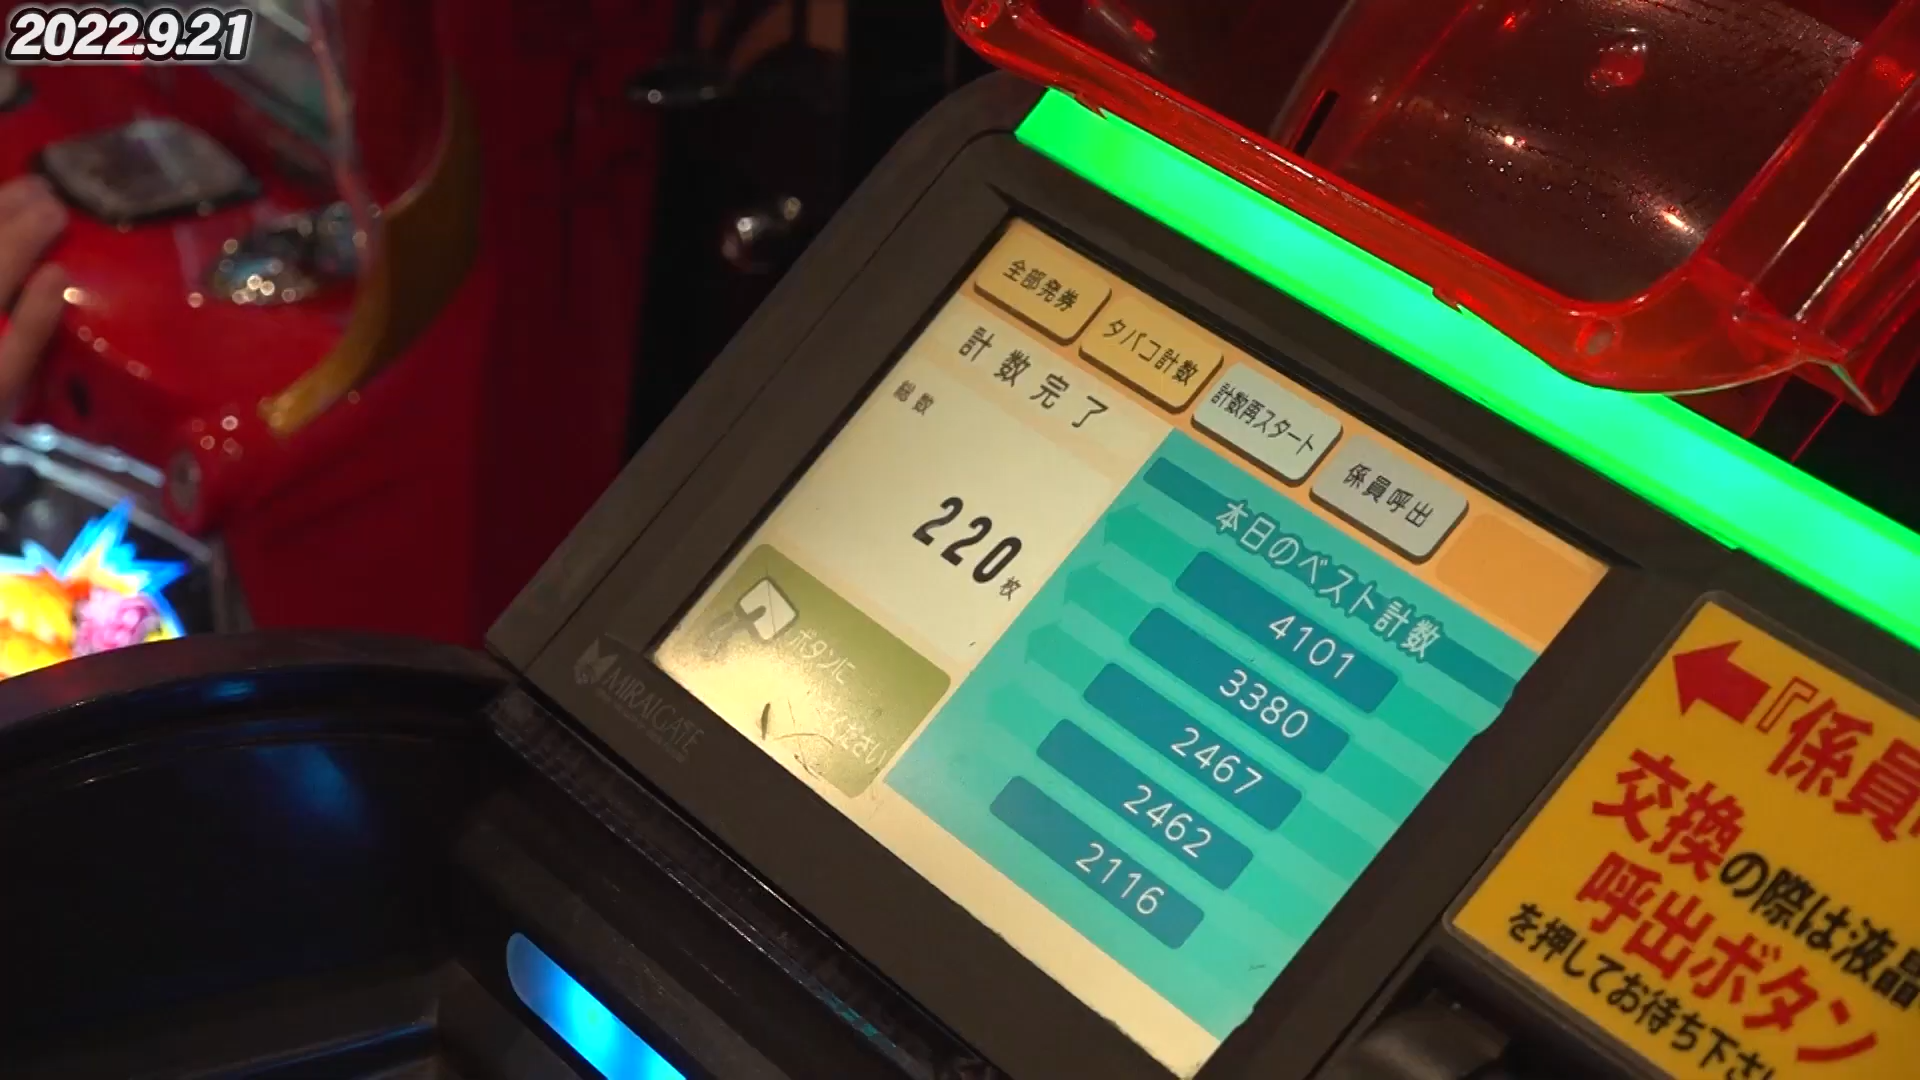 2022.9.21
全部発券
タバコ計数
計数再スタート
係員呼出
計数完了
総数
220枚
ボタンに
ください
本日のベスト計数
4101
3380
2467
2462
2116
MIRAIGATE
『係員
交換の際は液晶
呼出ボタン
を押してお待ち下さい